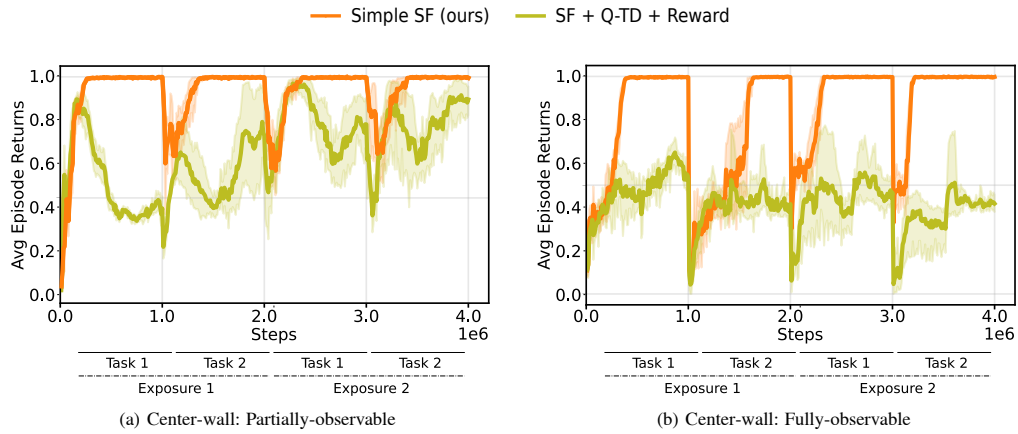 Simple SF (ours) SF + Q-TD + Reward
Avg Episode Returns
1.0
0.8
0.6
0.4
0.2
0.0
0.0 1.0 2.0 3.0 4.0
Steps 1e6
Task 1 Task 2 Task 1 Task 2
Exposure 1 Exposure 2
(a) Center-wall: Partially-observable
Avg Episode Returns
1.0
0.8
0.6
0.4
0.2
0.0
0.0 1.0 2.0 3.0 4.0
Steps 1e6
Task 1 Task 2 Task 1 Task 2
Exposure 1 Exposure 2
(b) Center-wall: Fully-observable